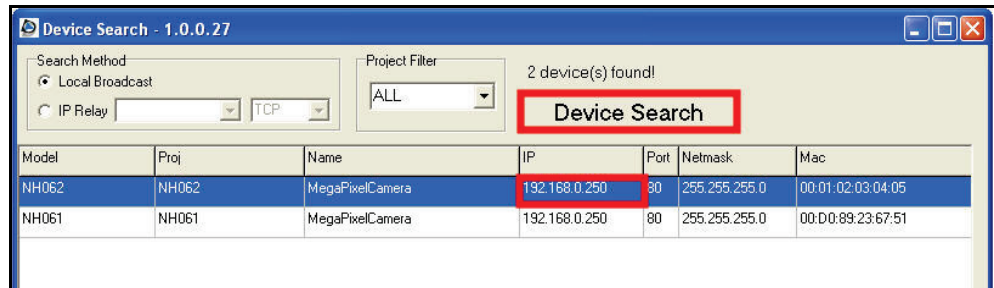 Device Search - 1.0.0.27
Search Method
Local Broadcast
IP Relay TCP
Project Filter
ALL
2 device(s) found!
Device Search
Model Proj Name IP Port Netmask Mac
NH062 NH062 MegaPixelCamera 192.168.0.250 80 255.255.255.0 00:01:02:03:04:05
NH061 NH061 MegaPixelCamera 192.168.0.250 80 255.255.255.0 00:D0:89:23:67:51